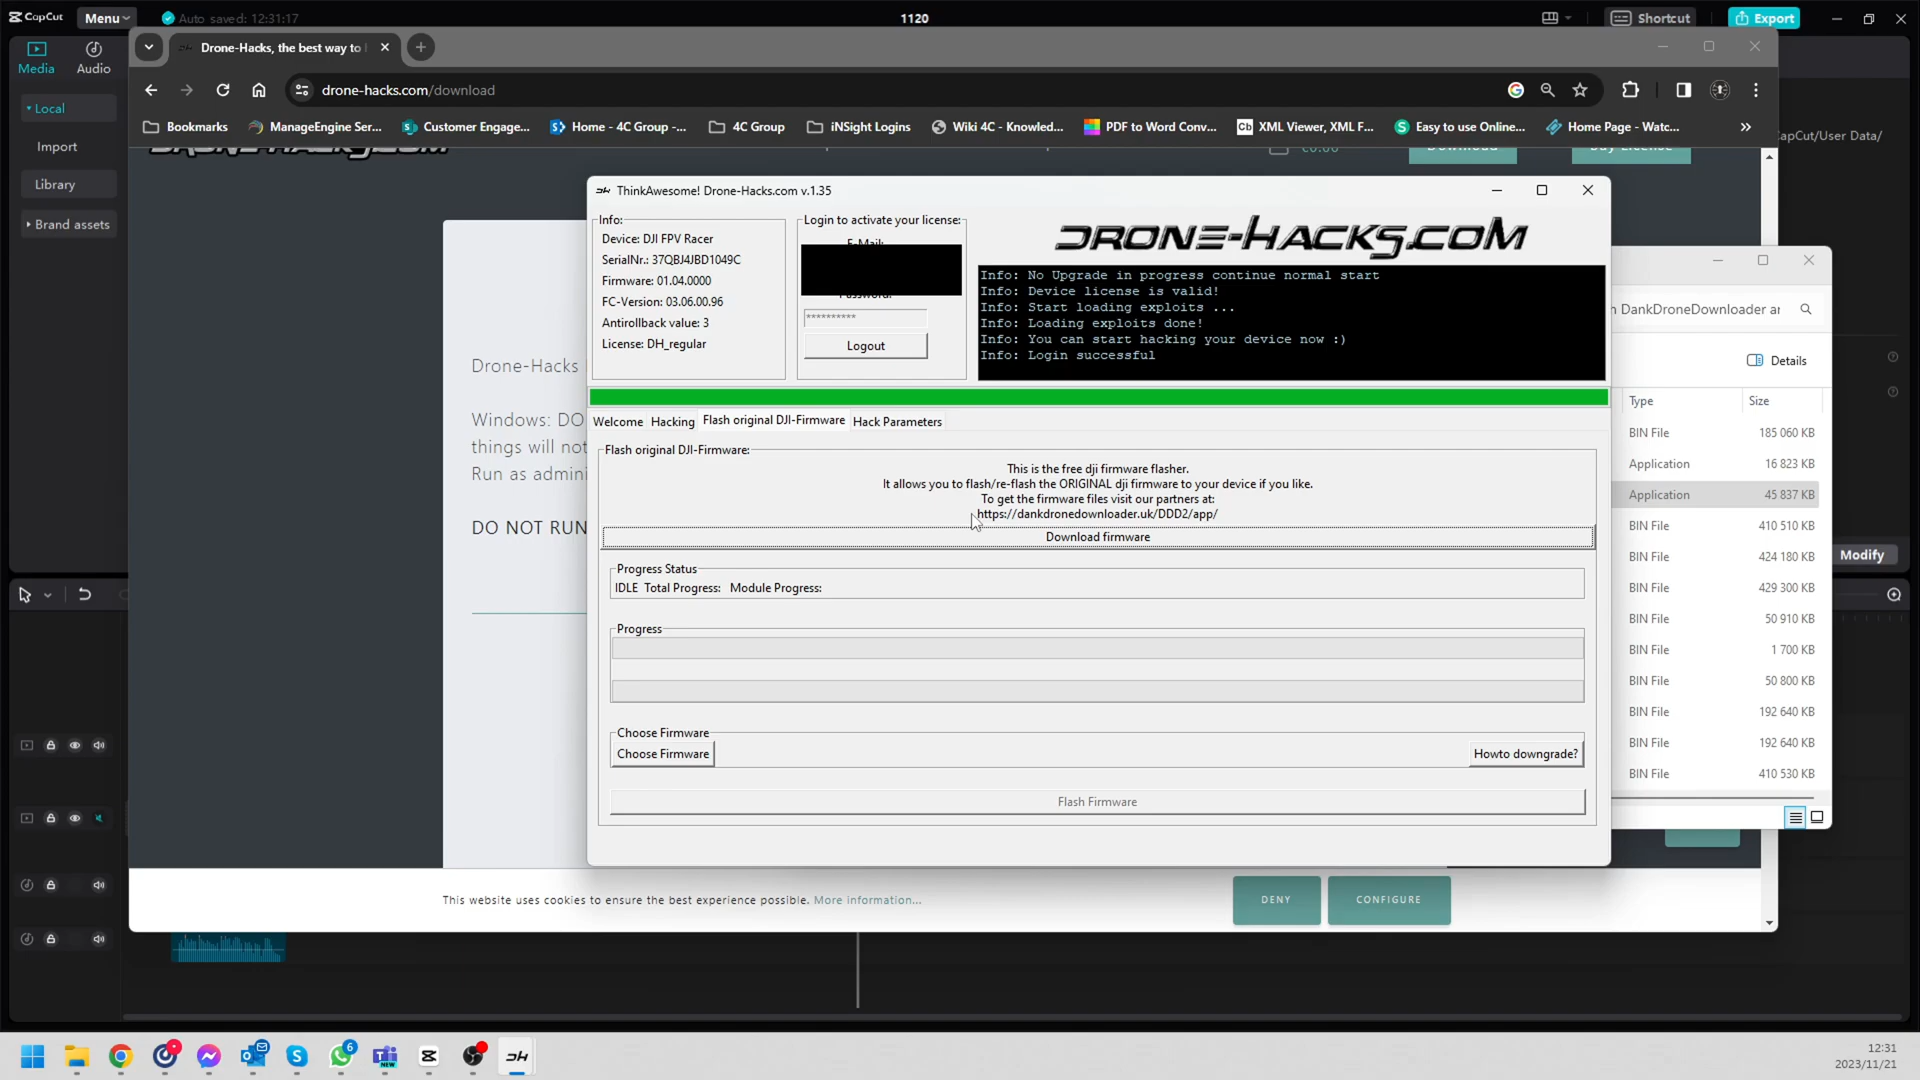 CapCut
Menu
Auto saved: 12:31:17
1120
Shortcut
Export
Media
Audio
Local
Import
Library
Brand assets
Drone-Hacks, the best way to
drone-hacks.com/download
Bookmarks
ManageEngine Ser...
Customer Engage...
Home - 4C Group -...
4C Group
iNSight Logins
Wiki 4C - Knowled...
PDF to Word Conv...
XML Viewer, XML F...
Easy to use Online...
Home Page - Watc...
»
apCut/User Data/
DRONE-HACKS.COM
€0.00
Download
Buy License
Drone-Hacks
Windows: DO
things will not
Run as admini
DO NOT RUN
ThinkAwesome! Drone-Hacks.com v.1.35
Info:
Device: DJI FPV Racer
SerialNr.: 37QBJ4JBD1049C
Firmware: 01.04.0000
FC-Version: 03.06.00.96
Antirollback value: 3
License: DH_regular
Login to activate your license:
E-Mail:
Password:
**********
Logout
DRONE-HACKS.COM
Info: No Upgrade in progress continue normal start
Info: Device license is valid!
Info: Start loading exploits ...
Info: Loading exploits done!
Info: You can start hacking your device now :)
Info: Login successful
Welcome
Hacking
Flash original DJI-Firmware
Hack Parameters
Flash original DJI-Firmware:
This is the free dji firmware flasher.
It allows you to flash/re-flash the ORIGINAL dji firmware to your device if you like.
To get the firmware files visit our partners at:
https://dankdronedownloader.uk/DDD2/app/
Download firmware
Progress Status
IDLE Total Progress: Module Progress:
Progress
Choose Firmware
Choose Firmware
Howto downgrade?
Flash Firmware
DankDroneDownloader ar
Details
Type
Size
BIN File
185 060 KB
Application
16 823 KB
Application
45 837 KB
BIN File
410 510 KB
BIN File
424 180 KB
BIN File
429 300 KB
BIN File
50 910 KB
BIN File
1 700 KB
BIN File
50 800 KB
BIN File
192 640 KB
BIN File
192 640 KB
BIN File
410 530 KB
Modify
This website uses cookies to ensure the best experience possible. More information...
DENY
CONFIGURE
6
NEW
12:31
2023/11/21